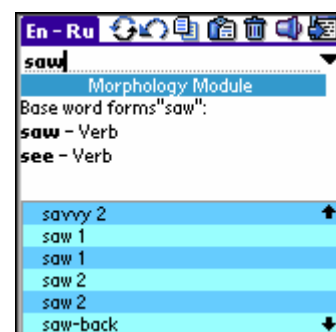 En - Ru
saw
Morphology Module
Base word forms"saw":
saw - Verb
see - Verb
savvy 2
saw 1
saw 1
saw 2
saw 2
saw-back